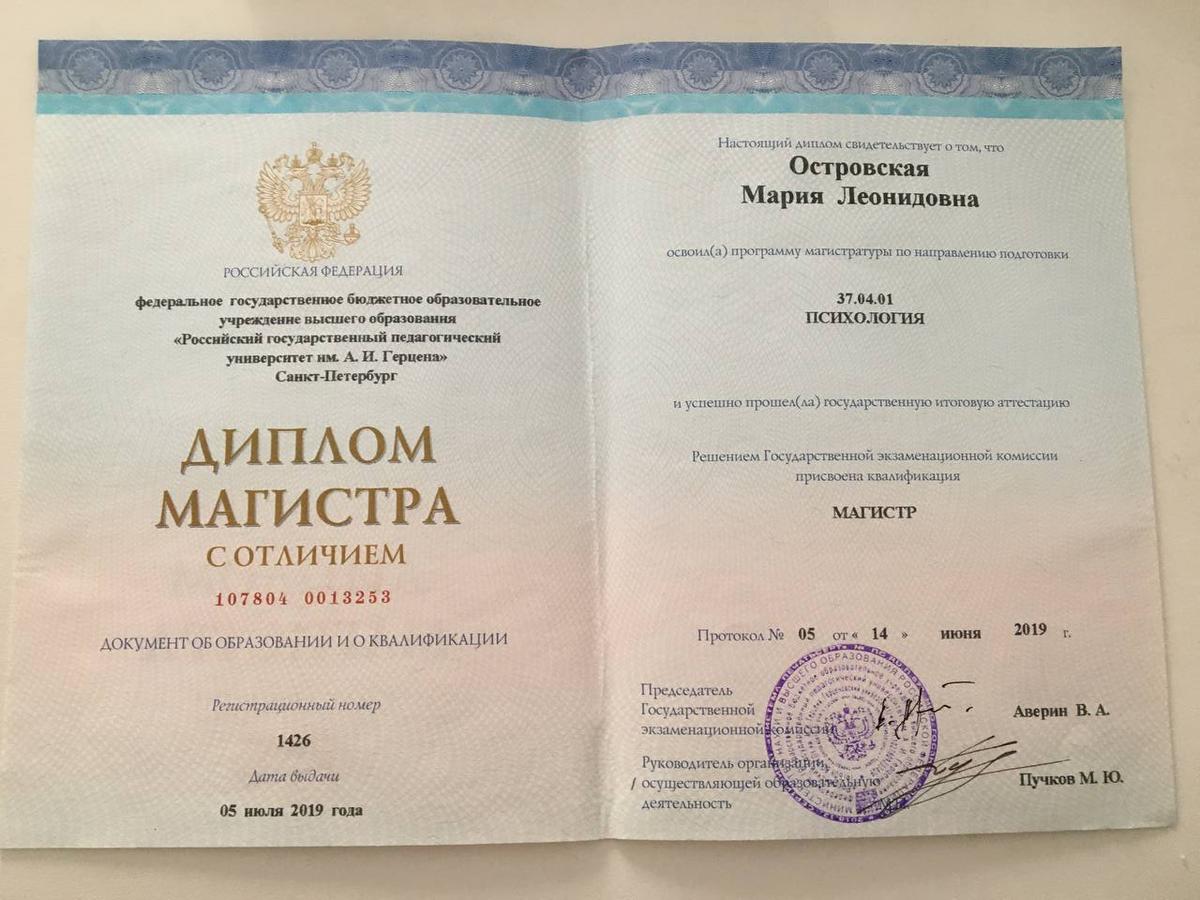 РОССИЙСКАЯ ФЕДЕРАЦИЯ
федеральное государственное бюджетное образовательное
учреждение высшего образования
«Российский государственный педагогический
университет им. А. И. Герцена»
Санкт-Петербург
ДИПЛОМ
МАГИСТРА
С ОТЛИЧИЕМ
107804 0013253
ДОКУМЕНТ ОБ ОБРАЗОВАНИИ И О КВАЛИФИКАЦИИ
Регистрационный номер
1426
Дата выдачи
05 июля 2019 года
Настоящий диплом свидетельствует о том, что
Островская
Мария Леонидовна
освоил(а) программу магистратуры по направлению подготовки
37.04.01
ПСИХОЛОГИЯ
и успешно прошел(ла) государственную итоговую аттестацию
Решением Государственной экзаменационной комиссии
присвоена квалификация
МАГИСТР
Протокол № 05 от « 14 » июня 2019 г.
Председатель
Государственной
экзаменационной комиссии
Аверин В. А.
Руководитель организации,
/ осуществляющей образовательную
деятельность
Пучков М. Ю.